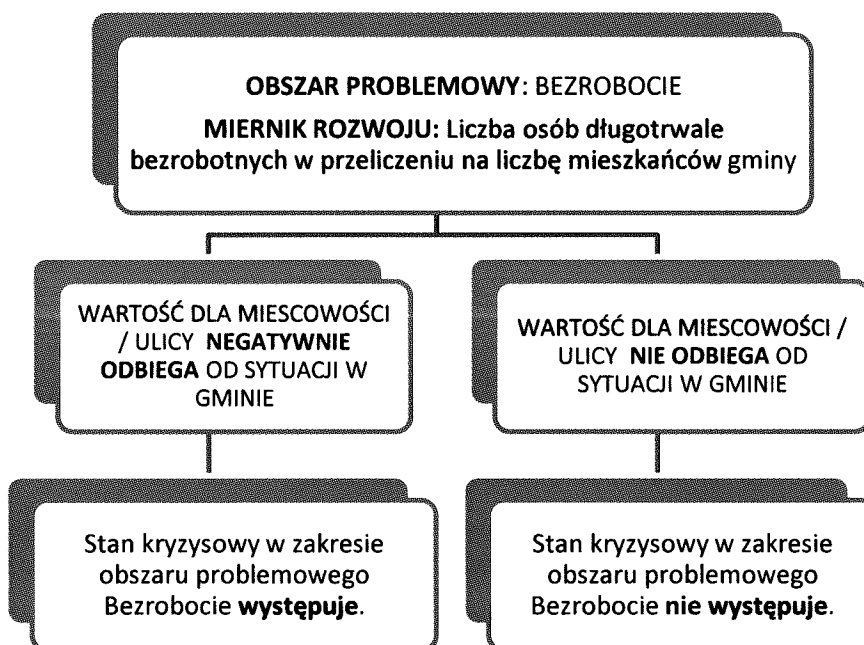 OBSZAR PROBLEMOWY: BEZROBOCIE
MIERNIK ROZWOJU: Liczba osób długotrwale
bezrobotnych w przeliczeniu na liczbę mieszkańców gminy
WARTOŚĆ DLA MIESCOWOŚCI
/ ULICY NEGATYWNIE
ODBIEGA OD SYTUACJI W
GMINIE
WARTOŚĆ DLA MIESCOWOŚCI /
ULICY NIE ODBIEGA OD
SYTUACJI W GMINIE
Stan kryzysowy w zakresie
obszaru problemowego
Bezrobocie występuje.
Stan kryzysowy w zakresie
obszaru problemowego
Bezrobocie nie występuje.